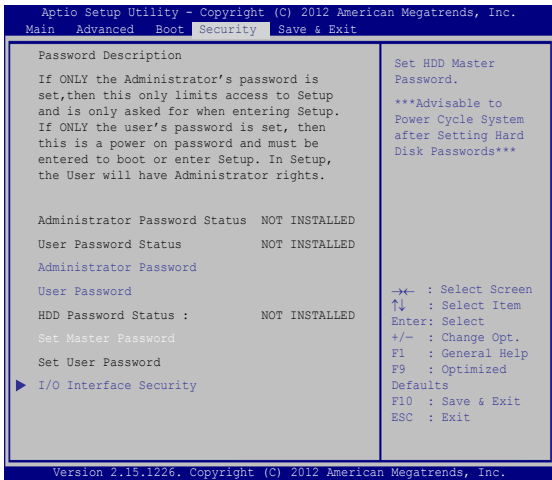 Aptio Setup Utility - Copyright (C) 2012 American Megatrends, Inc.
Main Advanced Boot Security Save & Exit
Password Description
If ONLY the Administrator's password is
set,then this only limits access to Setup
and is only asked for when entering Setup.
If ONLY the user's password is set, then
this is a power on password and must be
entered to boot or enter Setup. In Setup,
the User will have Administrator rights.
Administrator Password Status NOT INSTALLED
User Password Status NOT INSTALLED
Administrator Password
User Password
HDD Password Status : NOT INSTALLED
Set Master Password
Set User Password
I/O Interface Security
Set HDD Master
Password.
***Advisable to
Power Cycle System
after Setting Hard
Disk Passwords***
→← : Select Screen
↑↓ : Select Item
Enter: Select
+/— : Change Opt.
F1 : General Help
F9 : Optimized
Defaults
F10 : Save & Exit
ESC : Exit
Version 2.15.1226. Copyright (C) 2012 American Megatrends, Inc.